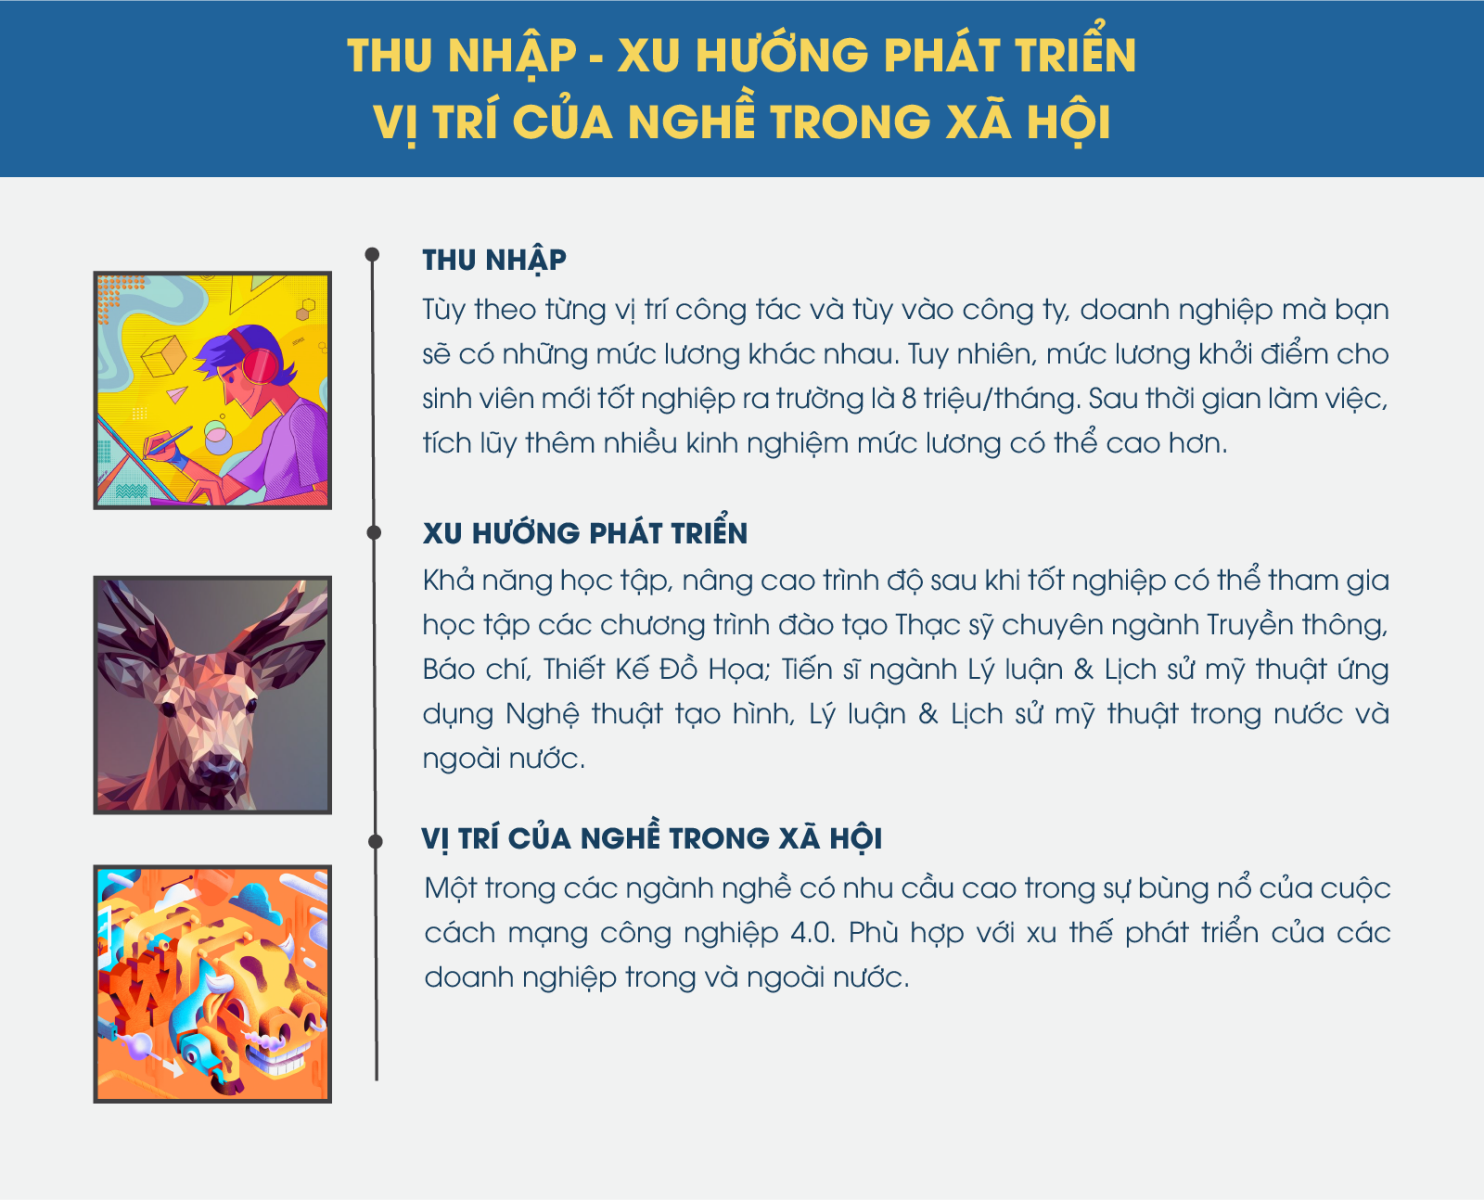 THU NHẬP - XU HƯỚNG PHÁT TRIỂN
VỊ TRÍ CỦA NGHỀ TRONG XÃ HỘI
THU NHẬP
Tùy theo từng vị trí công tác và tùy vào công ty, doanh nghiệp mà bạn
sẽ có những mức lương khác nhau. Tuy nhiên, mức lương khởi điểm cho
sinh viên mới tốt nghiệp ra trường là 8 triệu/tháng. Sau thời gian làm việc,
tích lũy thêm nhiều kinh nghiệm mức lương có thể cao hơn.
XU HƯỚNG PHÁT TRIỂN
Khả năng học tập, nâng cao trình độ sau khi tốt nghiệp có thể tham gia
học tập các chương trình đào tạo Thạc sỹ chuyên ngành Truyền thông,
Báo chí, Thiết Kế Đồ Họa; Tiến sĩ ngành Lý luận & Lịch sử mỹ thuật ứng
dụng Nghệ thuật tạo hình, Lý luận & Lịch sử mỹ thuật trong nước và
ngoài nước.
VỊ TRÍ CỦA NGHỀ TRONG XÃ HỘI
Một trong các ngành nghề có nhu cầu cao trong sự bùng nổ của cuộc
cách mạng công nghiệp 4.0. Phù hợp với xu thế phát triển của các
doanh nghiệp trong và ngoài nước.